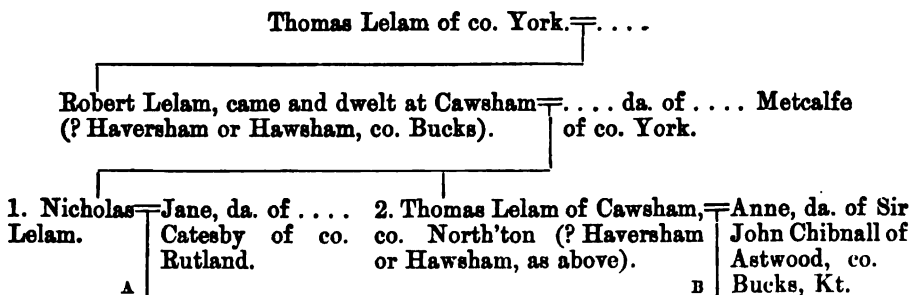 Thomas Lelam of co. York.=. . . .
Robert Lelam, came and dwelt at Cawsham=. . . . da. of . . . . Metcalfe
(? Haversham or Hawsham, co. Bucks). of co. York.
1. Nicholas=Jane, da. of . . . . 2. Thomas Lelam of Cawsham,=Anne, da. of Sir
Lelam. Catesby of co. co. North'ton (? Haversham John Chibnall of
Rutland. or Hawsham, as above). Astwood, co.
A B Bucks, Kt.